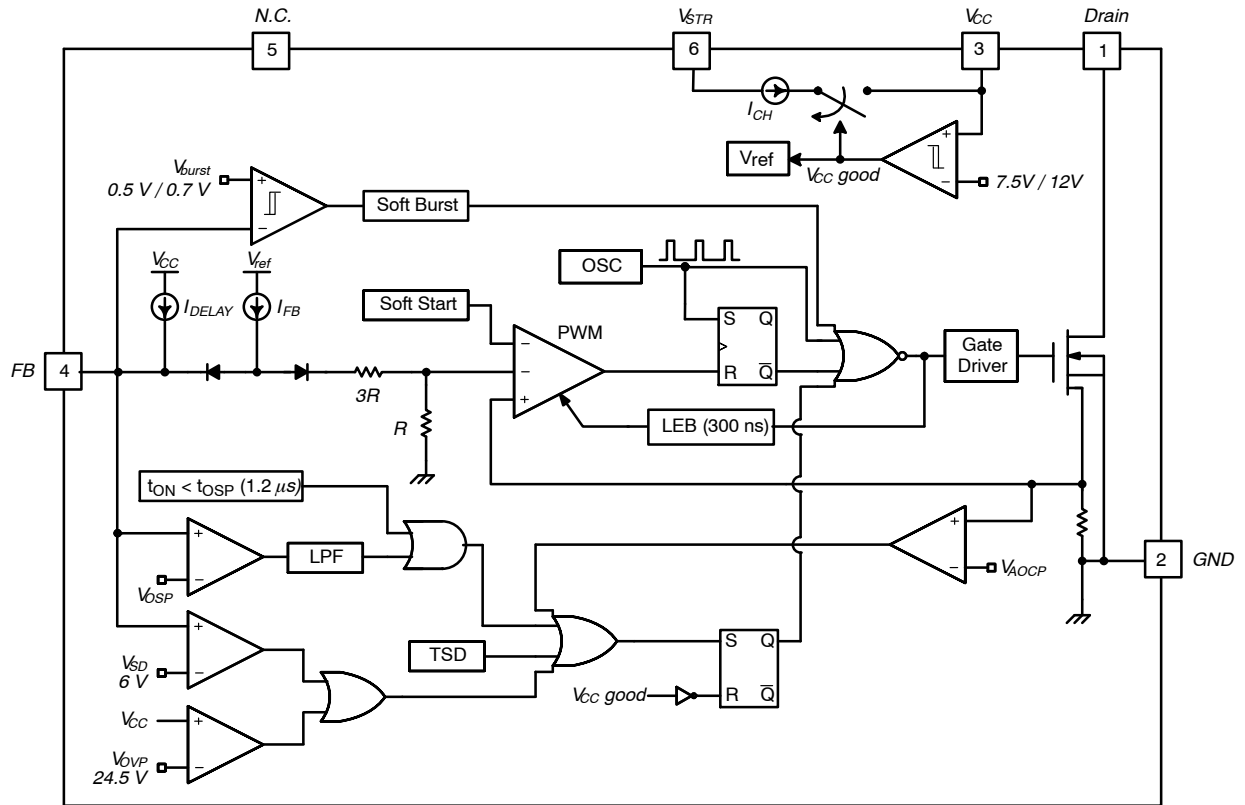 N.C.
VSTR
VCC
Drain
5
6
3
1
ICH
Vref
VCC good
+
−
7.5V / 12V
Vburst
0.5 V / 0.7 V
+
−
Soft Burst
VCC
Vref
IDELAY
IFB
OSC
Soft Start
PWM
−
−
+
S Q
R Q̅
Gate
Driver
FB
4
3R
R
LEB (300 ns)
tON < tOSP (1.2 μs)
+
−
VOSP
LPF
+
−
VAOCP
2
GND
+
−
VSD
6 V
TSD
S Q
R Q̅
VCC good
VCC
+
−
VOVP
24.5 V